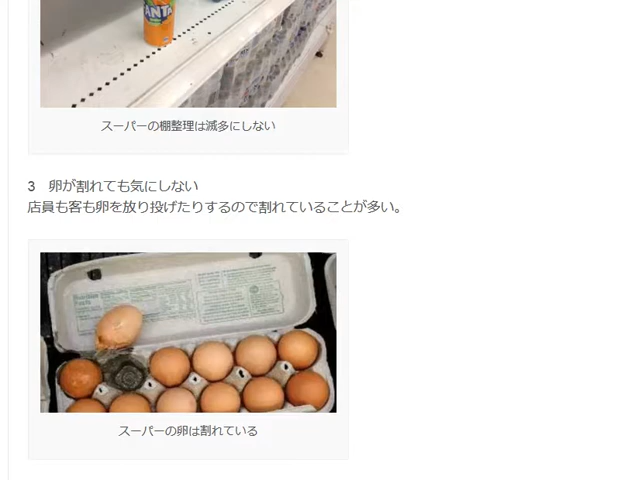 FANTA
スーパーの棚整理は滅多にしない
3　卵が割れても気にしない
店員も客も卵を放り投げたりするので割れていることが多い。
スーパーの卵は割れている